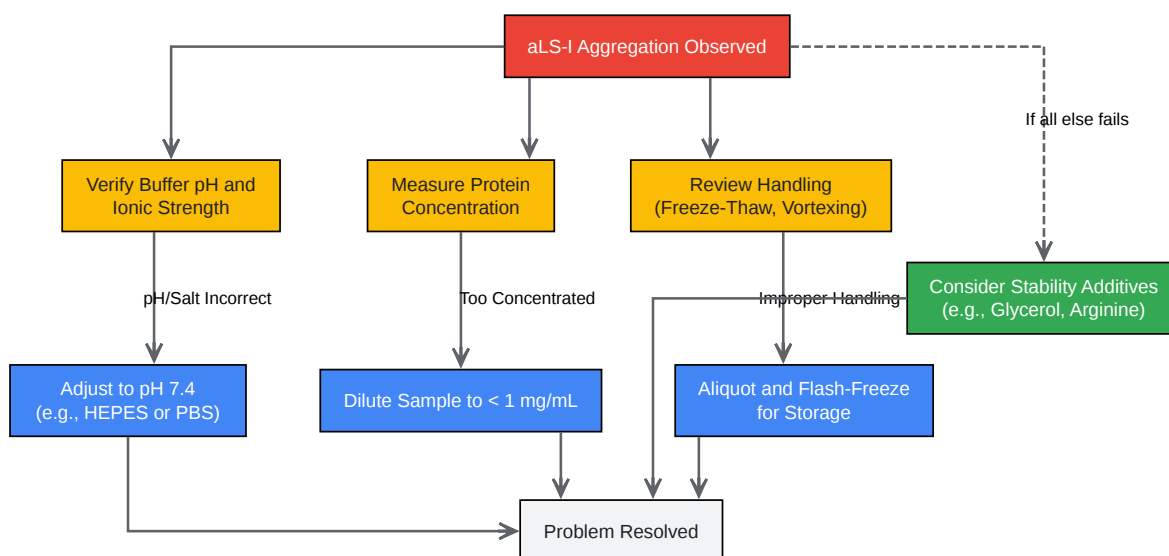 aLS-I Aggregation Observed
If all else fails
Verify Buffer pH and
Ionic Strength
Measure Protein
Concentration
Review Handling
(Freeze-Thaw, Vortexing)
pH/Salt Incorrect
Too Concentrated
Improper Handling
Consider Stability Additives
(e.g., Glycerol, Arginine)
Adjust to pH 7.4
(e.g., HEPES or PBS)
Dilute Sample to < 1 mg/mL
Aliquot and Flash-Freeze
for Storage
Problem Resolved